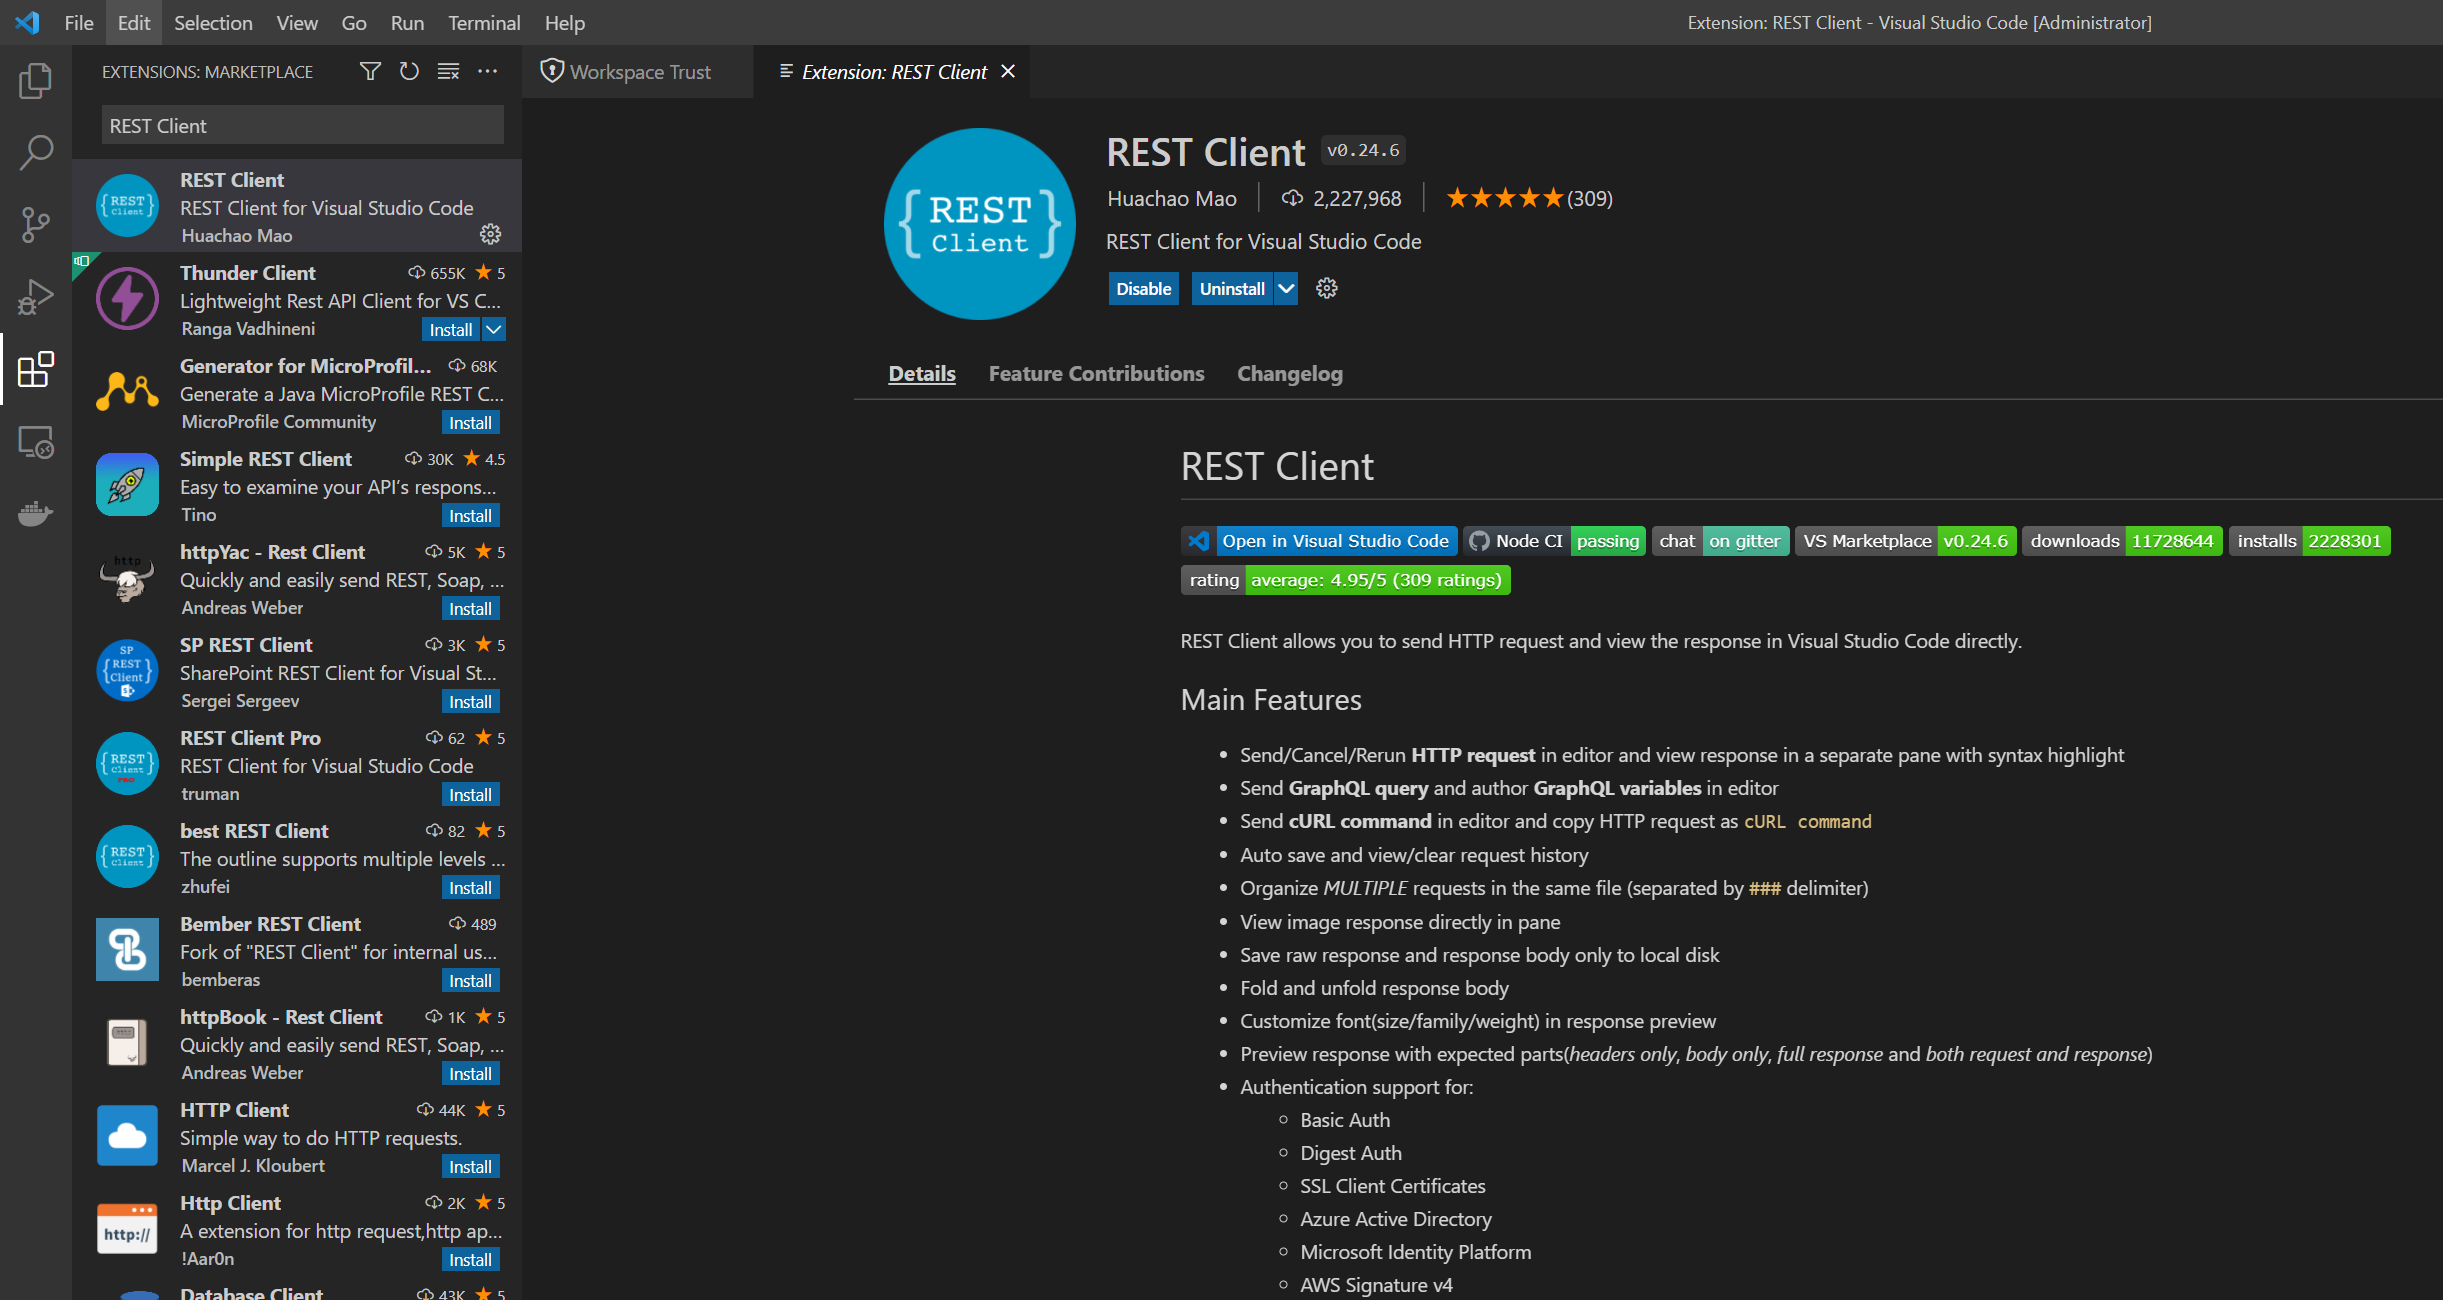 File Edit Selection View Go Run Terminal Help
Extension: REST Client - Visual Studio Code [Administrator]
EXTENSIONS: MARKETPLACE
REST Client
REST Client
REST Client for Visual Studio Code
Huachao Mao
Thunder Client 655K ★ 5
Lightweight Rest API Client for VS C...
Ranga Vadhineni Install
Generator for MicroProfil... 68K
Generate a Java MicroProfile REST C...
MicroProfile Community Install
Simple REST Client 30K ★ 4.5
Easy to examine your API’s respons...
Tino Install
http
httpYac - Rest Client 5K ★ 5
Quickly and easily send REST, Soap, ...
Andreas Weber Install
SP
{REST
Client}
SP REST Client 3K ★ 5
SharePoint REST Client for Visual St...
Sergei Sergeev Install
REST Client Pro 62 ★ 5
REST Client for Visual Studio Code
truman Install
best REST Client 82 ★ 5
The outline supports multiple levels ...
zhufei Install
Bember REST Client 489
Fork of "REST Client" for internal us...
bemberas Install
httpBook - Rest Client 1K ★ 5
Quickly and easily send REST, Soap, ...
Andreas Weber Install
HTTP Client 44K ★ 5
Simple way to do HTTP requests.
Marcel J. Kloubert Install
http://
Http Client 2K ★ 5
A extension for http request,http ap...
!Aar0n Install
Database Client 43K ★ 5
Workspace Trust Extension: REST Client
{REST
Client}
REST Client v0.24.6
Huachao Mao 2,227,968 ★★★★★(309)
REST Client for Visual Studio Code
Disable Uninstall
Details Feature Contributions Changelog
REST Client
Open in Visual Studio Code Node CI passing chat on gitter VS Marketplace v0.24.6 downloads 11728644 installs 2228301
rating average: 4.95/5 (309 ratings)
REST Client allows you to send HTTP request and view the response in Visual Studio Code directly.
Main Features
• Send/Cancel/Rerun HTTP request in editor and view response in a separate pane with syntax highlight
• Send GraphQL query and author GraphQL variables in editor
• Send cURL command in editor and copy HTTP request as cURL command
• Auto save and view/clear request history
• Organize MULTIPLE requests in the same file (separated by ### delimiter)
• View image response directly in pane
• Save raw response and response body only to local disk
• Fold and unfold response body
• Customize font(size/family/weight) in response preview
• Preview response with expected parts(headers only, body only, full response and both request and response)
• Authentication support for:
◦ Basic Auth
◦ Digest Auth
◦ SSL Client Certificates
◦ Azure Active Directory
◦ Microsoft Identity Platform
◦ AWS Signature v4